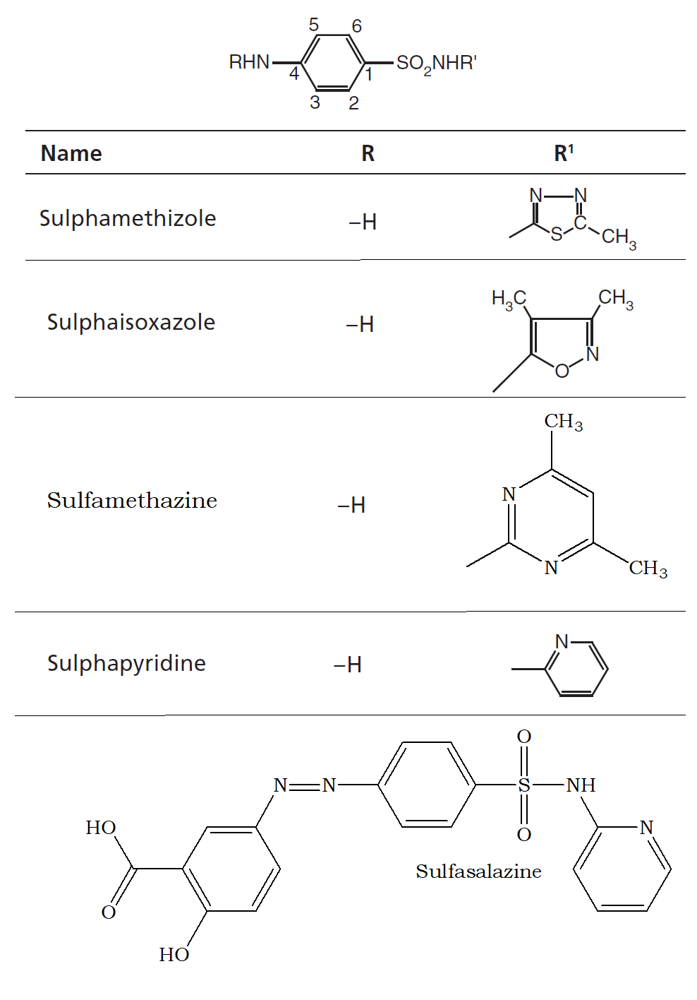 5 6
RHN 4 1 SO2NHR'
3 2
Name R R¹
N N
Sulphamethizole –H S C CH3
H3C CH3
Sulphaisoxazole –H N
O
CH3
N
Sulfamethazine –H
N CH3
N
Sulphapyridine –H
O
N N S NH
HO N
O
Sulfasalazine
O
HO